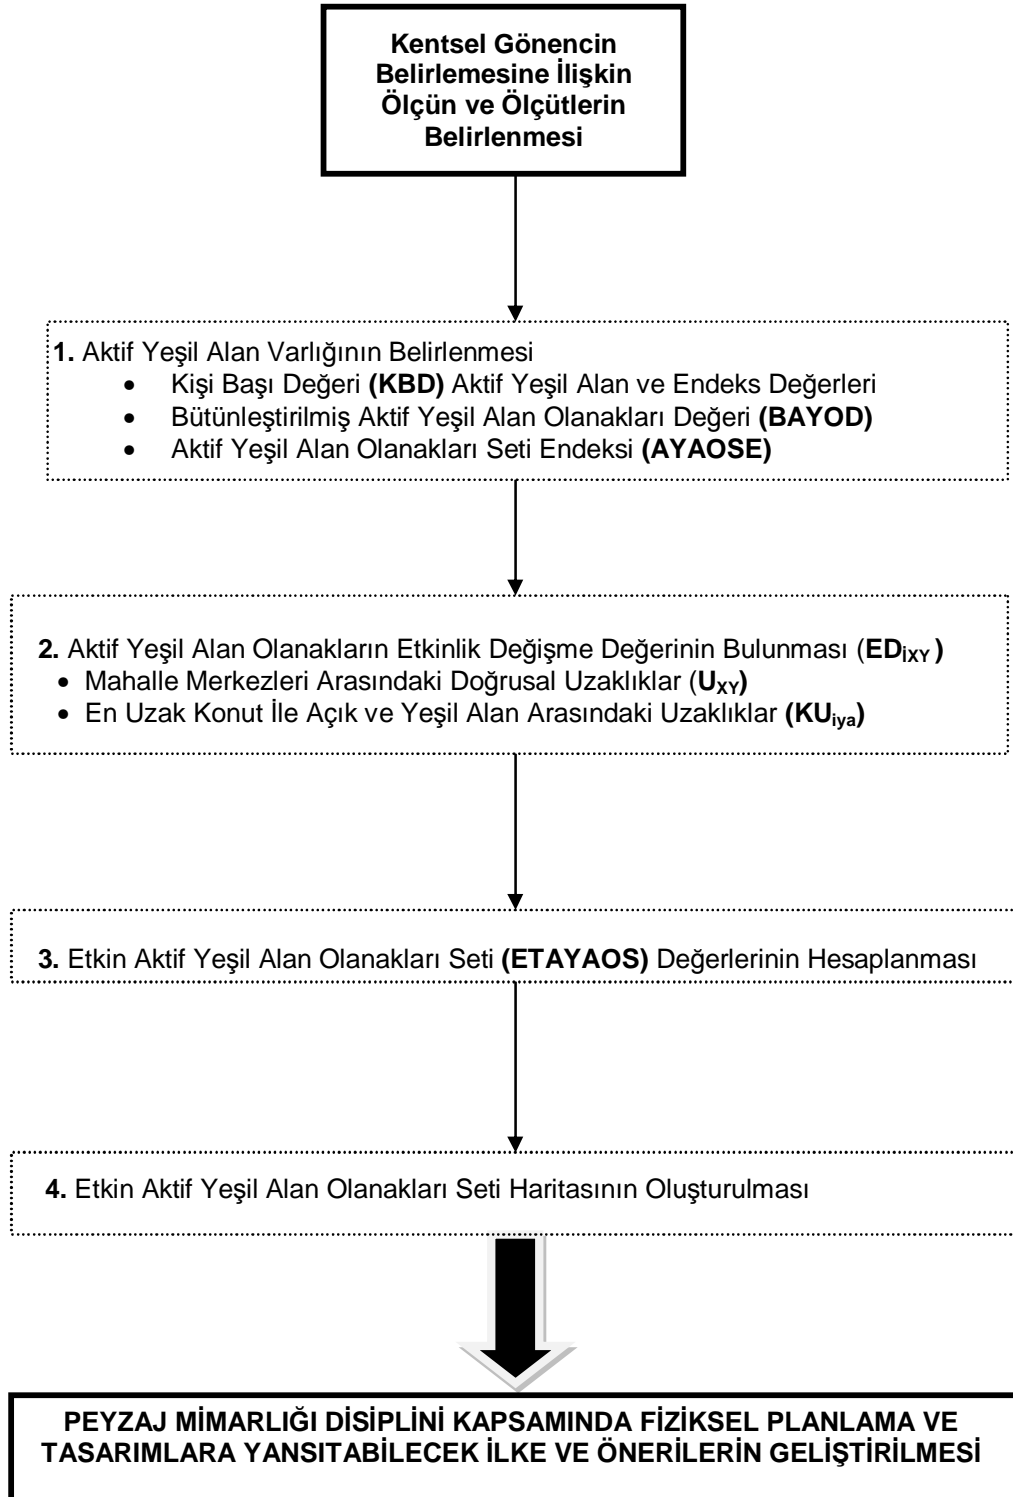 Kentsel Gönencin
Belirlemesine İlişkin
Ölçün ve Ölçütlerin
Belirlenmesi
1. Aktif Yeşil Alan Varlığının Belirlenmesi
• Kişi Başı Değeri (KBD) Aktif Yeşil Alan ve Endeks Değerleri
• Bütünleştirilmiş Aktif Yeşil Alan Olanakları Değeri (BAYOD)
• Aktif Yeşil Alan Olanakları Seti Endeksi (AYAOSE)
2. Aktif Yeşil Alan Olanakların Etkinlik Değişme Değerinin Bulunması (EDİXY )
• Mahalle Merkezleri Arasındaki Doğrusal Uzaklıklar (UXY)
• En Uzak Konut İle Açık ve Yeşil Alan Arasındaki Uzaklıklar (KUiya)
3. Etkin Aktif Yeşil Alan Olanakları Seti (ETAYAOS) Değerlerinin Hesaplanması
4. Etkin Aktif Yeşil Alan Olanakları Seti Haritasının Oluşturulması
PEYZAJ MİMARLIĞI DİSİPLİNİ KAPSAMINDA FİZİKSEL PLANLAMA VE
TASARIMLARA YANSITABİLECEK İLKE VE ÖNERİLERİN GELİŞTİRİLMESİ